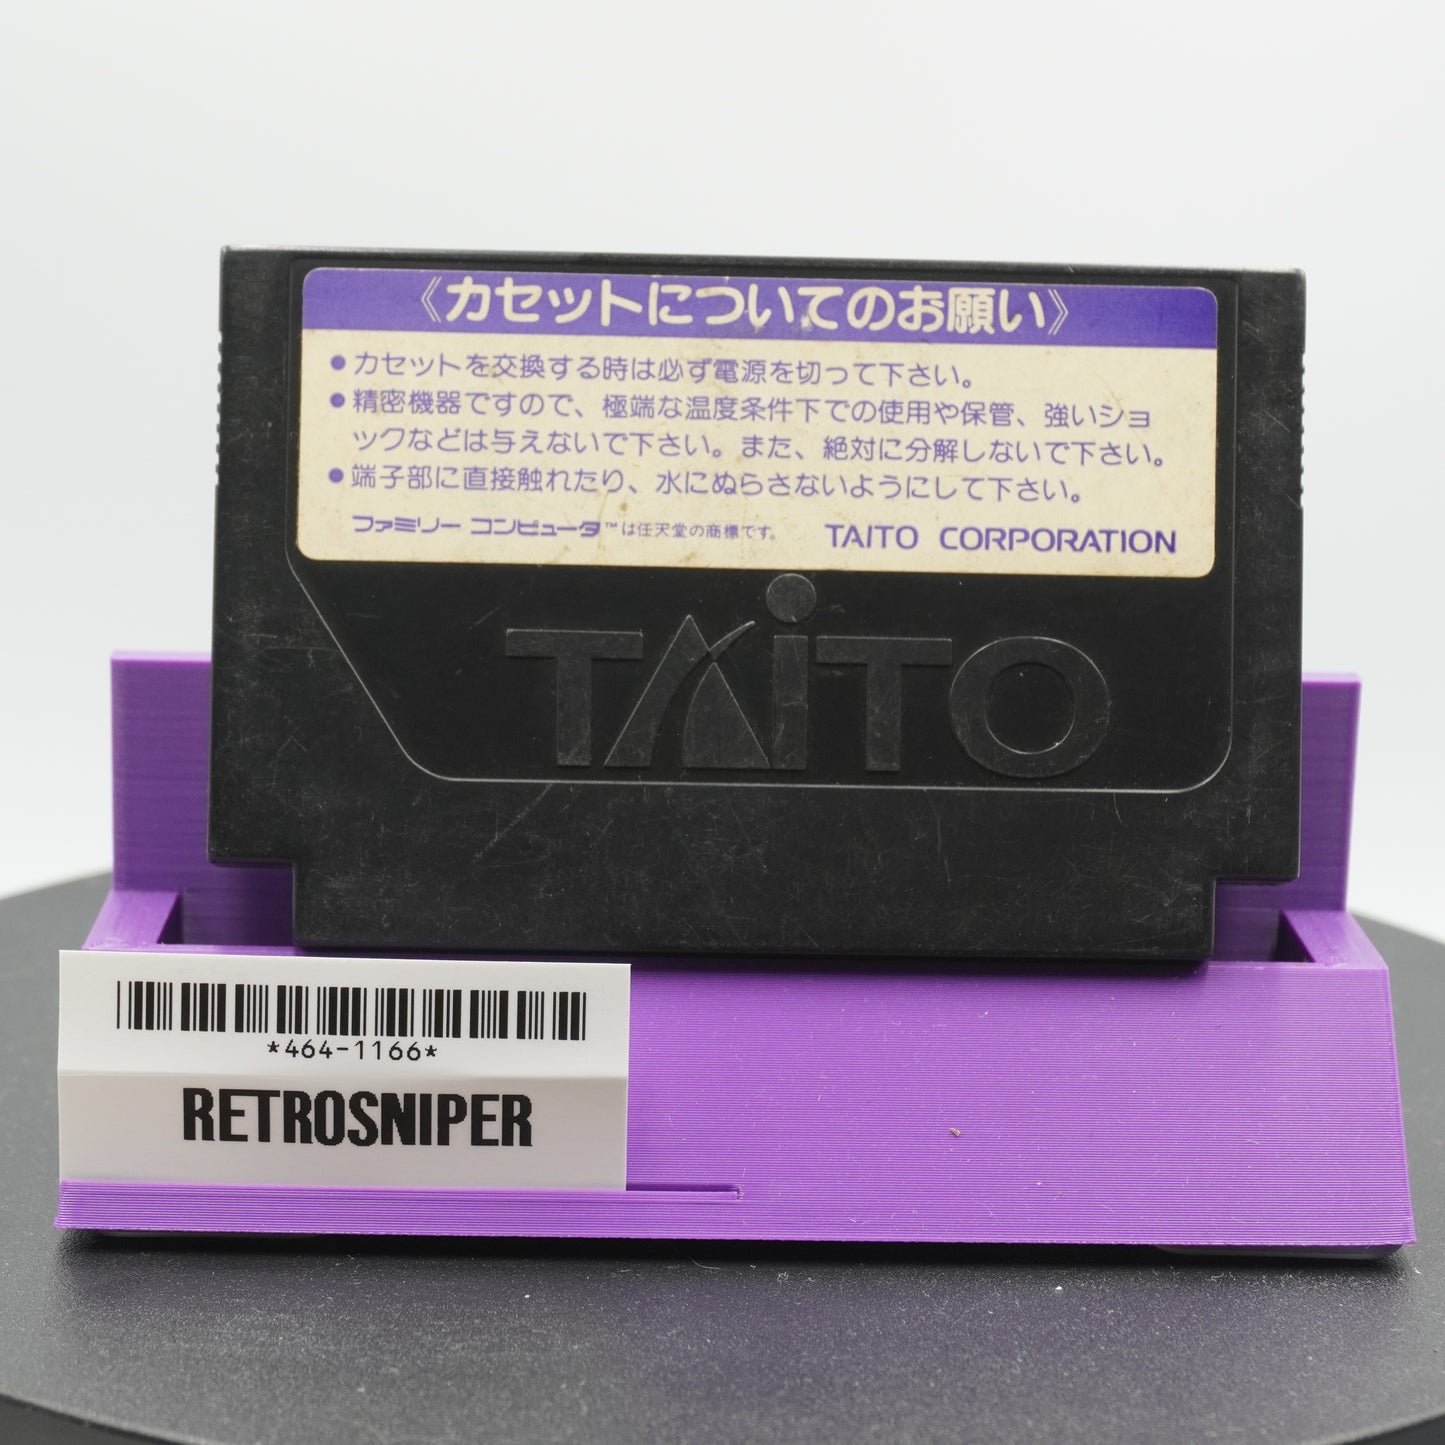 《カセットについてのお願い》
●カセットを交換する時は必ず電源を切って下さい。
●精密機器ですので、極端な温度条件下での使用や保管、強いショ
ックなどは与えないで下さい。また、絶対に分解しないで下さい。
●端子部に直接触れたり、水にぬらさないようにして下さい。
ファミリー コンピュータ™は任天堂の商標です。 TAITO CORPORATION
TAiTO
*464-1166*
RETROSNIPER